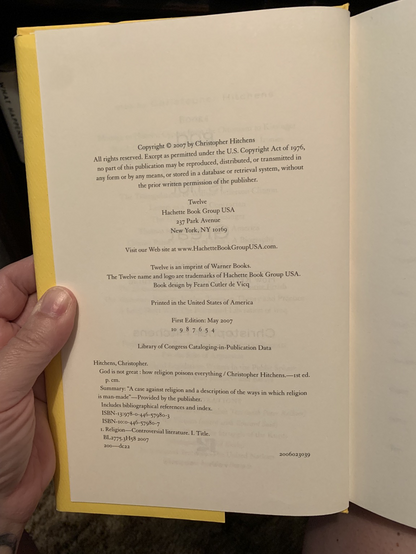 Copyright © 2007 by Christopher Hitchens
All rights reserved. Except as permitted under the U.S. Copyright Act of 1976,
no part of this publication may be reproduced, distributed, or transmitted in
any form or by any means, or stored in a database or retrieval system, without
the prior written permission of the publisher.
Twelve
Hachette Book Group USA
237 Park Avenue
New York, NY 10169
Visit our Web site at www.HachetteBookGroupUSA.com.
Twelve is an imprint of Warner Books.
The Twelve name and logo are trademarks of Hachette Book Group USA.
Book design by Fearn Cutler de Vicq
Printed in the United States of America
First Edition: May 2007
10 9 8 7 6 5 4
Library of Congress Cataloging-in-Publication Data
Hitchens, Christopher.
God is not great : how religion poisons everything / Christopher Hitchens.—1st ed.
p. cm.
Summary: "A case against religion and a description of the ways in which religion
is man-made"—Provided by the publisher.
Includes bibliographical references and index.
ISBN-13:978-0-446-57980-3
ISBN-10:0-446-57980-7
1. Religion—Controversial literature. I. Title.
BL2775.3H58 2007
200—dc22
2006023039